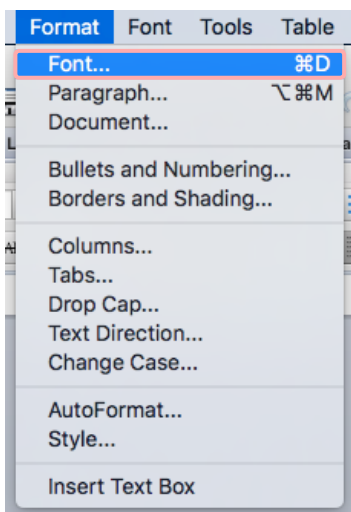 Format Font Tools Table
Font... ⌘D
Paragraph... ⌥⌘M
Document...
Bullets and Numbering...
Borders and Shading...
Columns...
Tabs...
Drop Cap...
Text Direction...
Change Case...
AutoFormat...
Style...
Insert Text Box